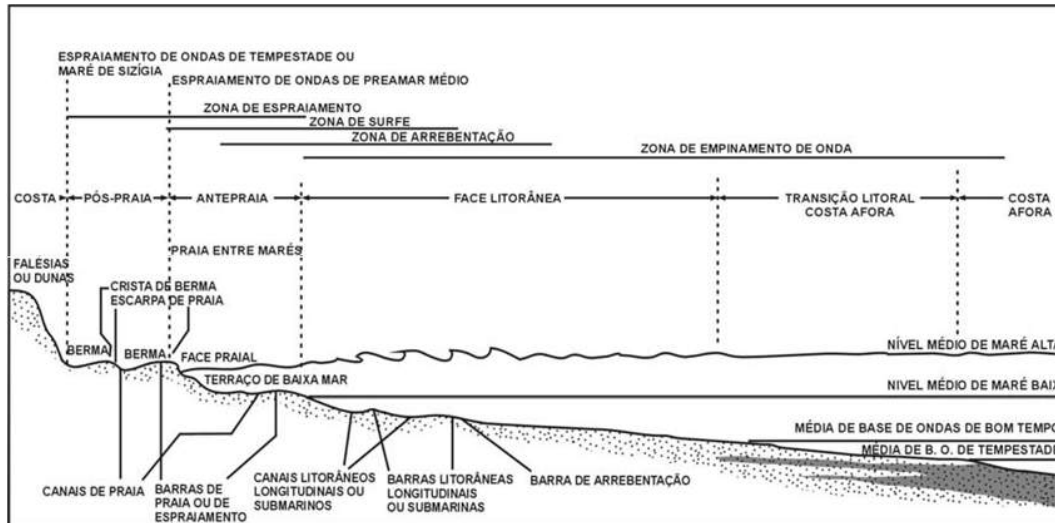 ESPRAIAMENTO DE ONDAS DE TEMPESTADE OU
MARÉ DE SIZÍGIA
ESPRAIAMENTO DE ONDAS DE PREAMAR MÉDIO
ZONA DE ESPRAIAMENTO
ZONA DE SURFE
ZONA DE ARREBENTAÇÃO
ZONA DE EMPINAMENTO DE ONDA
COSTA
PÓS-PRAIA
ANTEPRAIA
FACE LITORÂNEA
TRANSIÇÃO LITORAL
COSTA AFORA
COSTA
AFORA
PRAIA ENTRE MARÉS
FALÉSIAS
OU DUNAS
CRISTA DE BERMA
ESCARPA DE PRAIA
BERMA
BERMA
FACE PRAIAL
NÍVEL MÉDIO DE MARÉ ALTA
TERRAÇO DE BAIXA MAR
NIVEL MÉDIO DE MARÉ BAIX
MÉDIA DE BASE DE ONDAS DE BOM TEMPO
MÉDIA DE B. O. DE TEMPESTADE
CANAIS DE PRAIA
BARRAS DE
PRAIA OU DE
ESPRAIAMENTO
CANAIS LITORÂNEOS
LONGITUDINAIS OU
SUBMARINOS
BARRAS LITORÂNEAS
LONGITUDINAIS
OU SUBMARINAS
BARRA DE ARREBENTAÇÃO